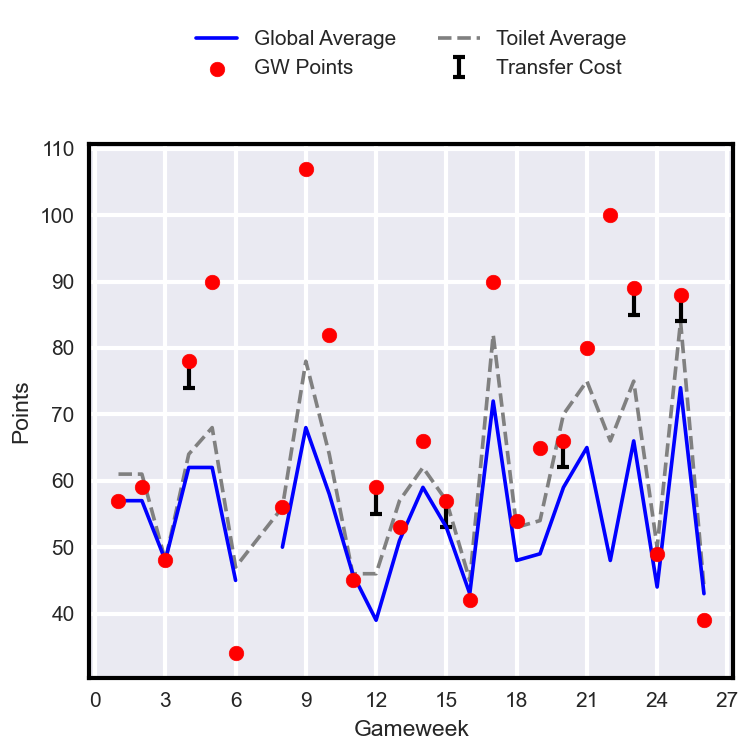 Global Average
Toilet Average
GW Points
Transfer Cost
110
100
90
80
70
60
50
40
Points
0 3 6 9 12 15 18 21 24 27
Gameweek